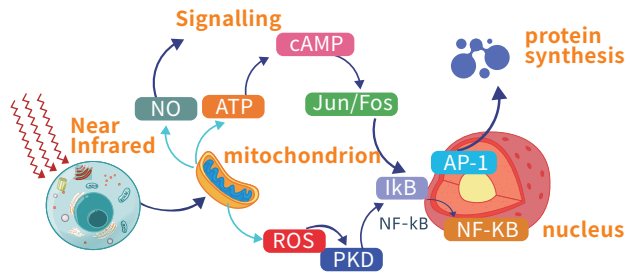 Signalling
cAMP
protein
synthesis
NO
ATP
Jun/Fos
Near
Infrared
mitochondrion
AP-1
IkB
NF-kB
NF-KB
nucleus
ROS
PKD